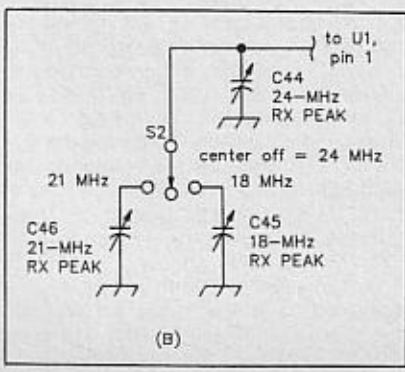 to U1,
pin 1
C44
24-MHz
RX PEAK
S2
center off = 24 MHz
21 MHz
18 MHz
C46
21-MHz
RX PEAK
C45
18-MHz
RX PEAK
(B)